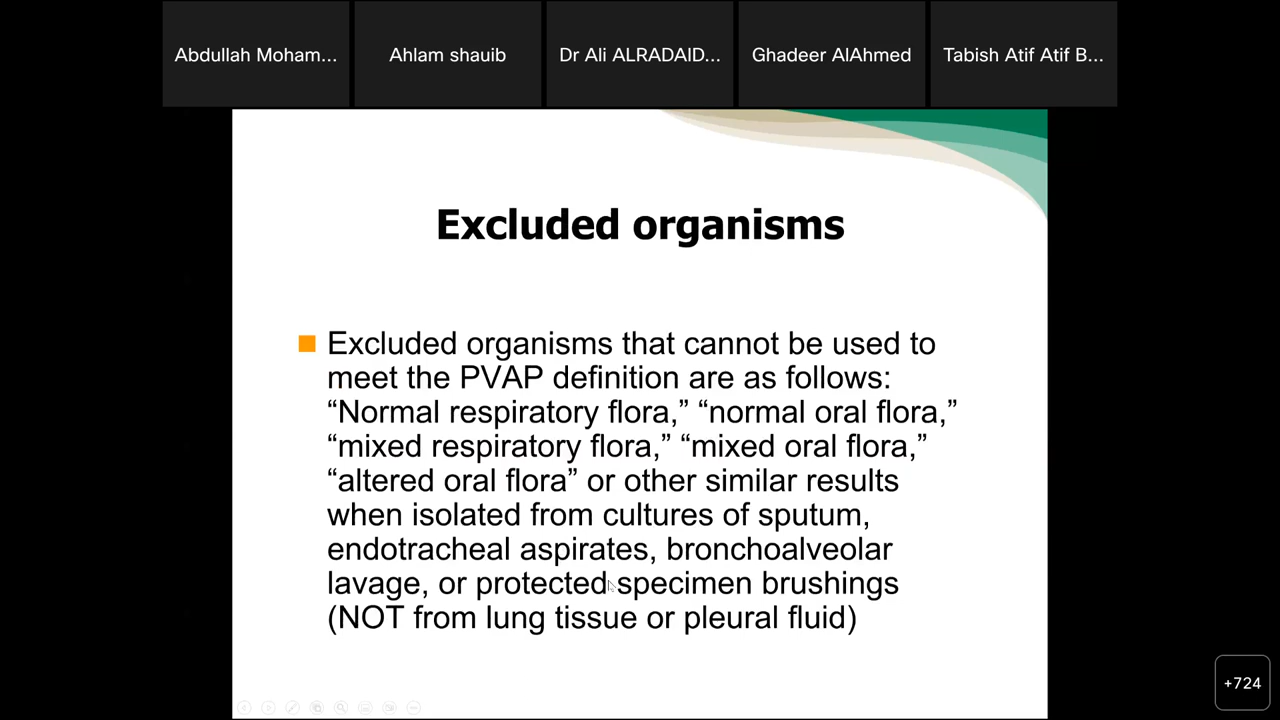 Abdullah Moham...
Ahlam shauib
Dr Ali ALRADAID...
Ghadeer AlAhmed
Tabish Atif Atif B...
Excluded organisms
Excluded organisms that cannot be used to
meet the PVAP definition are as follows:
“Normal respiratory flora,” “normal oral flora,”
“mixed respiratory flora,” “mixed oral flora,”
“altered oral flora” or other similar results
when isolated from cultures of sputum,
endotracheal aspirates, bronchoalveolar
lavage, or protected specimen brushings
(NOT from lung tissue or pleural fluid)
+724